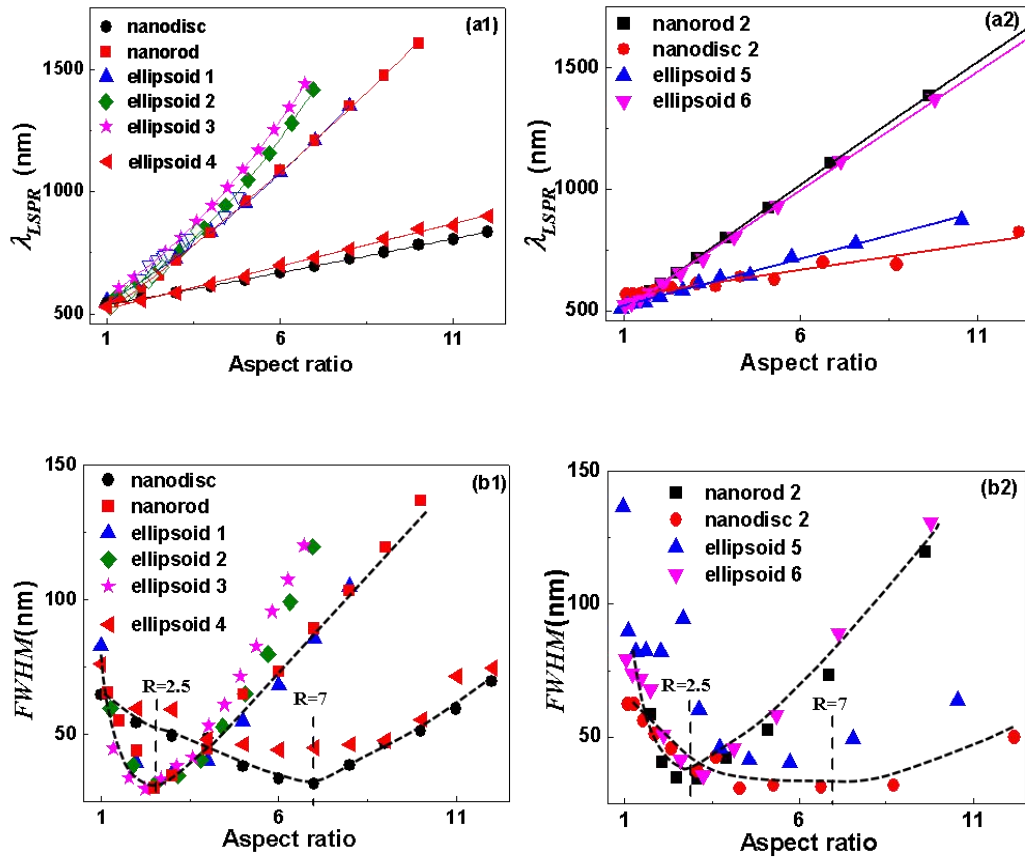 (a1)
nanodisc
nanorod
ellipsoid 1
ellipsoid 2
ellipsoid 3
ellipsoid 4
1500
1000
500
λLSPR (nm)
1 6 11
Aspect ratio
(a2)
nanorod 2
nanodisc 2
ellipsoid 5
ellipsoid 6
1500
1000
500
λLSPR (nm)
1 6 11
Aspect ratio
(b1)
nanodisc
nanorod
ellipsoid 1
ellipsoid 2
ellipsoid 3
ellipsoid 4
R=2.5
R=7
150
100
50
FWHM(nm)
1 6 11
Aspect ratio
(b2)
nanorod 2
nanodisc 2
ellipsoid 5
ellipsoid 6
R=2.5
R=7
150
100
50
FWHM(nm)
1 6 11
Aspect ratio